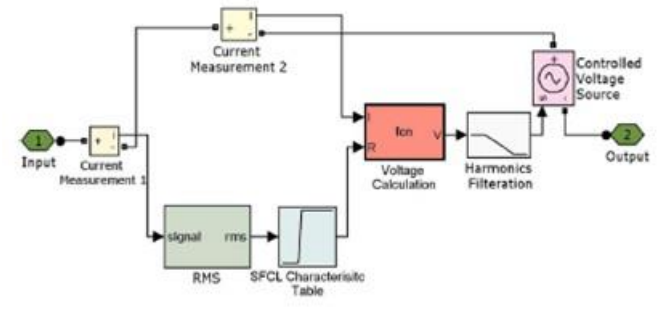 +
i
-
Current
Measurement 2
+
s
-
Controlled
Voltage
Source
1
Input
+
i
-
Current
Measurement 1
I
R
fcn
V
Voltage
Calculation
Harmonics
Filteration
2
Output
signal
rms
RMS
SFCL Characterisitc
Table